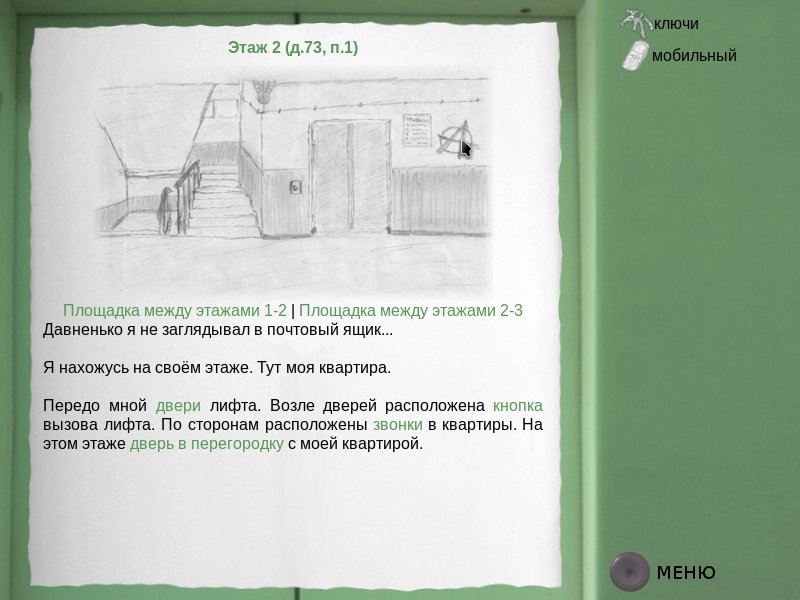 Этаж 2 (д.73, п.1)
ключи
мобильный
Площадка между этажами 1-2 | Площадка между этажами 2-3
Давненько я не заглядывал в почтовый ящик...
Я нахожусь на своём этаже. Тут моя квартира.
Передо мной двери лифта. Возле дверей расположена кнопка
вызова лифта. По сторонам расположены звонки в квартиры. На
этом этаже дверь в перегородку с моей квартирой.
МЕНЮ